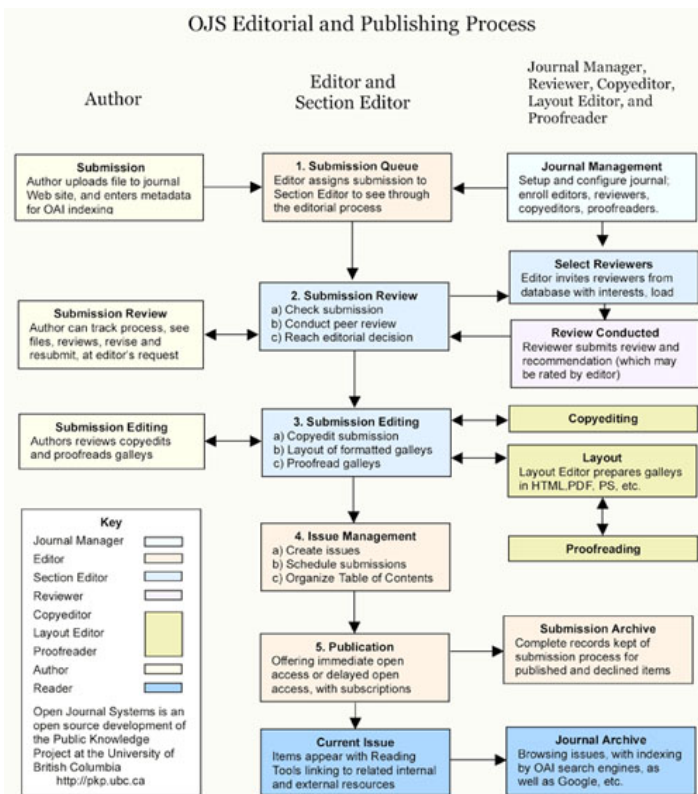 OJS Editorial and Publishing Process
Author
Editor and
Section Editor
Journal Manager,
Reviewer, Copyeditor,
Layout Editor, and
Proofreader
Submission
Author uploads file to journal
Web site, and enters metadata
for OAI indexing
1. Submission Queue
Editor assigns submission to
Section Editor to see through
the editorial process
Journal Management
Setup and configure journal;
enroll editors, reviewers,
copyeditors, proofreaders.
Select Reviewers
Editor invites reviewers from
database with interests, load
Submission Review
Author can track process, see
files, reviews, revise and
resubmit, at editor's request
2. Submission Review
a) Check submission
b) Conduct peer review
c) Reach editorial decision
Review Conducted
Reviewer submits review and
recommendation (which may
be rated by editor)
Submission Editing
Authors reviews copyedits
and proofreads galleys
3. Submission Editing
a) Copyedit submission
b) Layout of formatted galleys
c) Proofread galleys
Copyediting
Layout
Layout Editor prepares galleys
in HTML.PDF, PS, etc.
Proofreading
Key
Journal Manager
Editor
Section Editor
Reviewer
Copyeditor
Layout Editor
Proofreader
Author
Reader
Open Journal Systems is an
open source development of
the Public Knowledge
Project at the University of
British Columbia
http://pkp.ubc.ca
4. Issue Management
a) Create issues
b) Schedule submissions
c) Organize Table of Contents
5. Publication
Offering immediate open
access or delayed open
access, with subscriptions
Submission Archive
Complete records kept of
submission process for
published and declined items
Current Issue
Items appear with Reading
Tools linking to related internal
and external resources
Journal Archive
Browsing issues, with indexing
by OAI search engines, as
well as Google, etc.